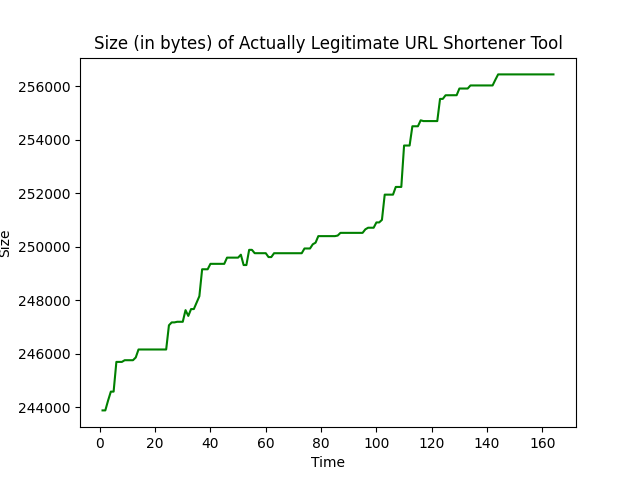 Size (in bytes) of Actually Legitimate URL Shortener Tool
256000
254000
252000
250000
248000
246000
244000
Size
0 20 40 60 80 100 120 140 160
Time